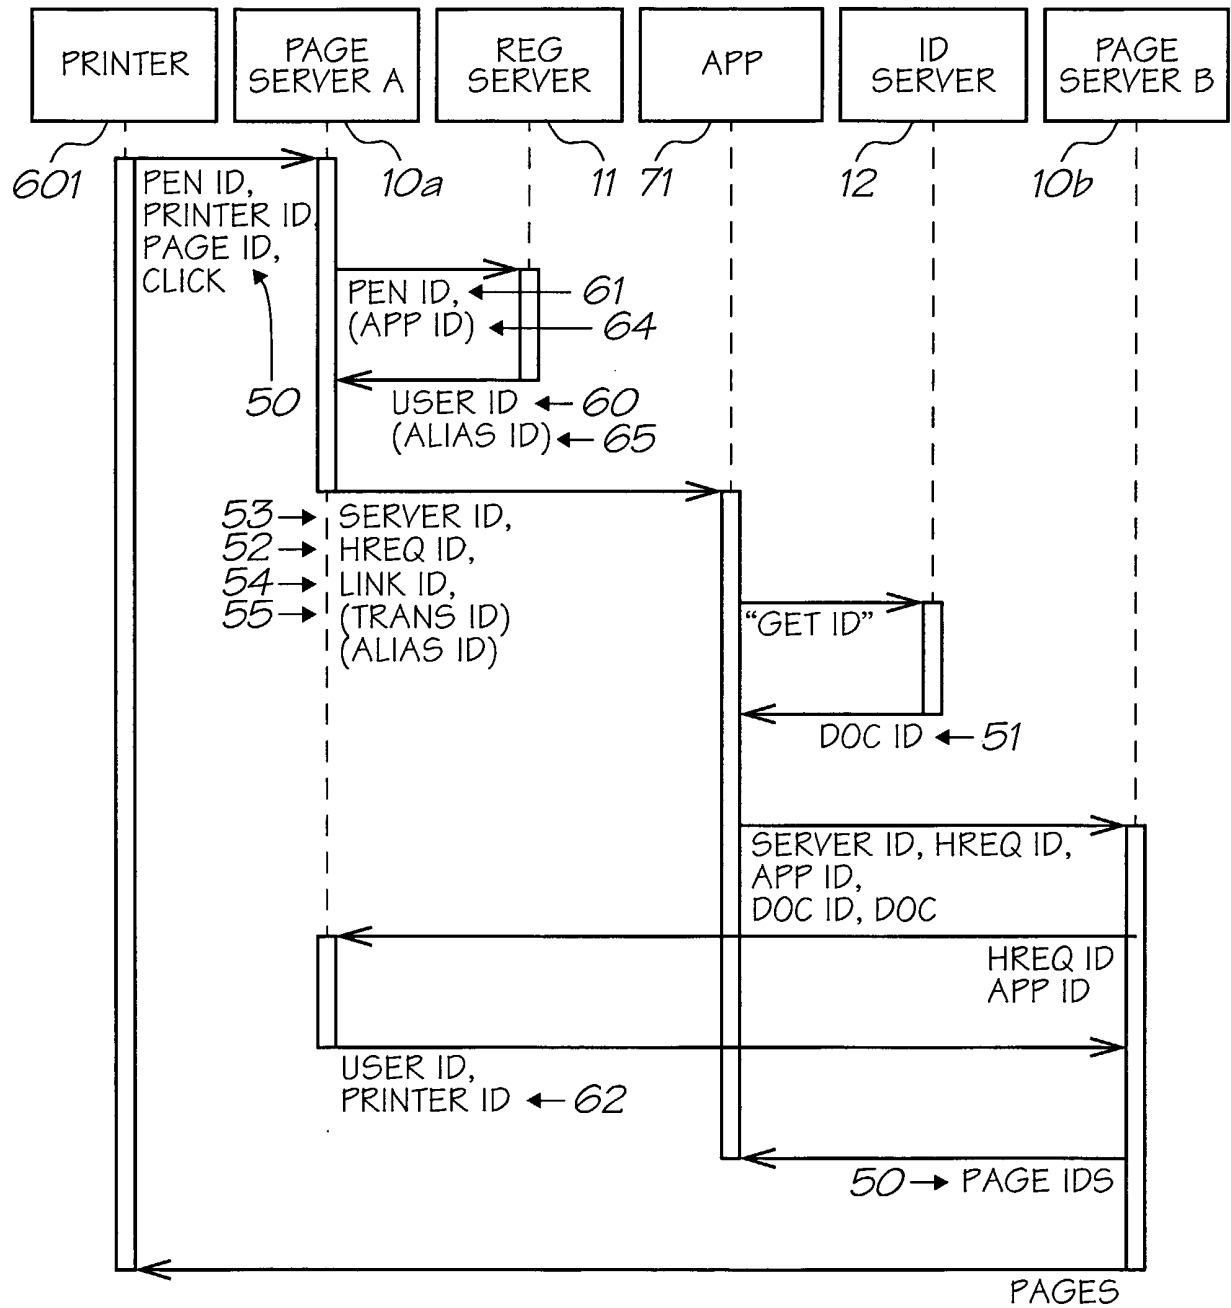 PRINTER
PAGE
SERVER A
REG
SERVER
APP
ID
SERVER
PAGE
SERVER B
601
10a
11
71
12
10b
PEN ID,
PRINTER ID,
PAGE ID,
CLICK
50
PEN ID,
61
(APP ID)
64
USER ID
60
(ALIAS ID)
65
53
SERVER ID,
52
HREQ ID,
54
LINK ID,
55
(TRANS ID)
(ALIAS ID)
"GET ID"
DOC ID
51
SERVER ID, HREQ ID,
APP ID,
DOC ID, DOC
HREQ ID
APP ID
USER ID,
PRINTER ID
62
50
PAGE IDS
PAGES